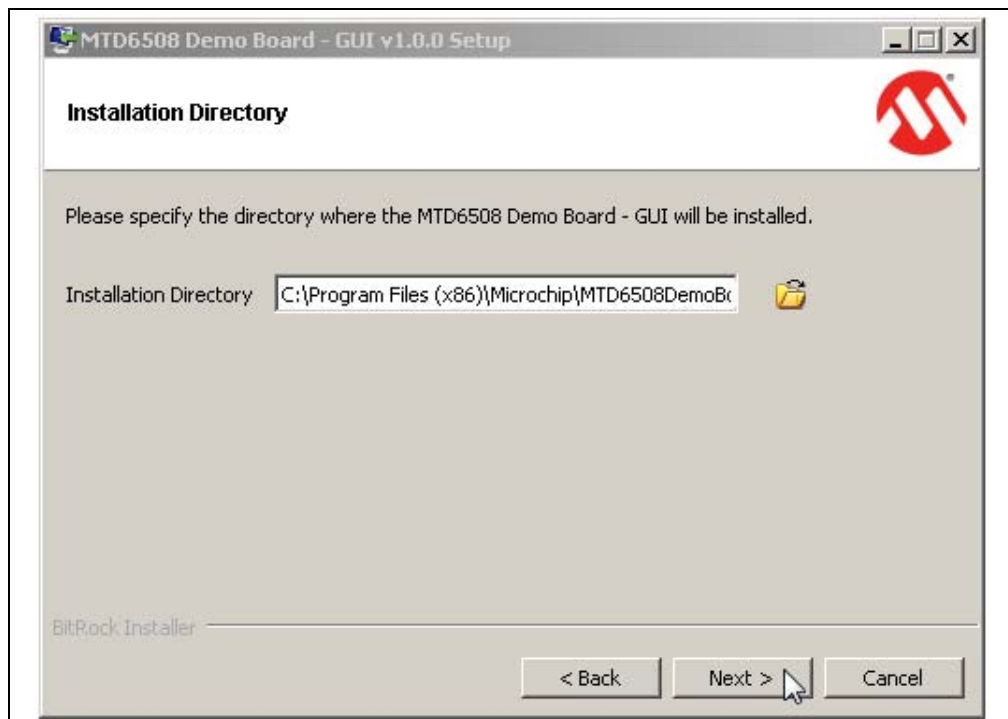 MTD6508 Demo Board - GUI v1.0.0 Setup
Installation Directory
Please specify the directory where the MTD6508 Demo Board - GUI will be installed.
Installation Directory C:\Program Files (x86)\Microchip\MTD6508DemoBo
BitRock Installer
< Back Next > Cancel